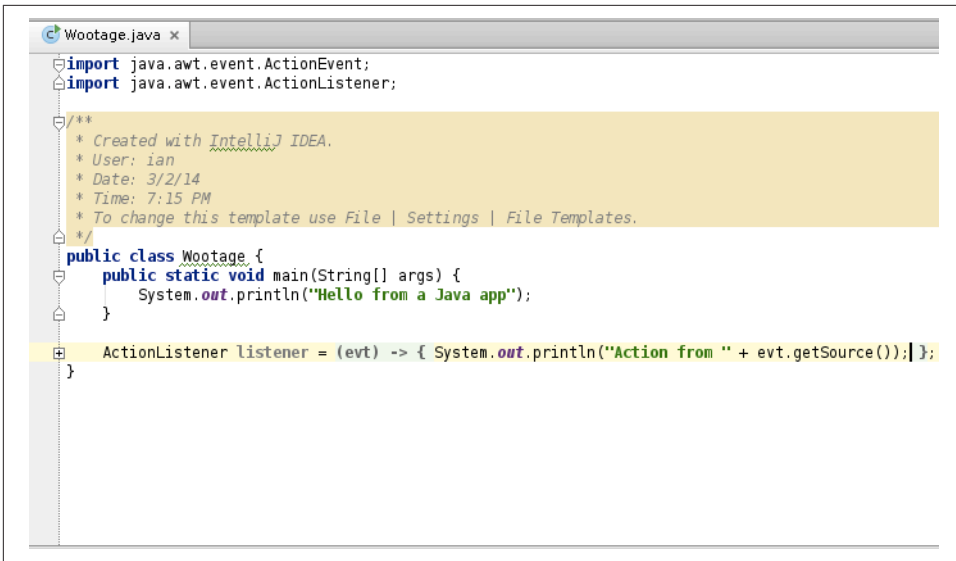 Wootage.java ×
import java.awt.event.ActionEvent;
import java.awt.event.ActionListener;
/**
* Created with IntelliJ IDEA.
* User: ian
* Date: 3/2/14
* Time: 7:15 PM
* To change this template use File | Settings | File Templates.
*/
public class Wootage {
public static void main(String[] args) {
System.out.println("Hello from a Java app");
}
ActionListener listener = (evt) -> { System.out.println("Action from " + evt.getSource()); };
}